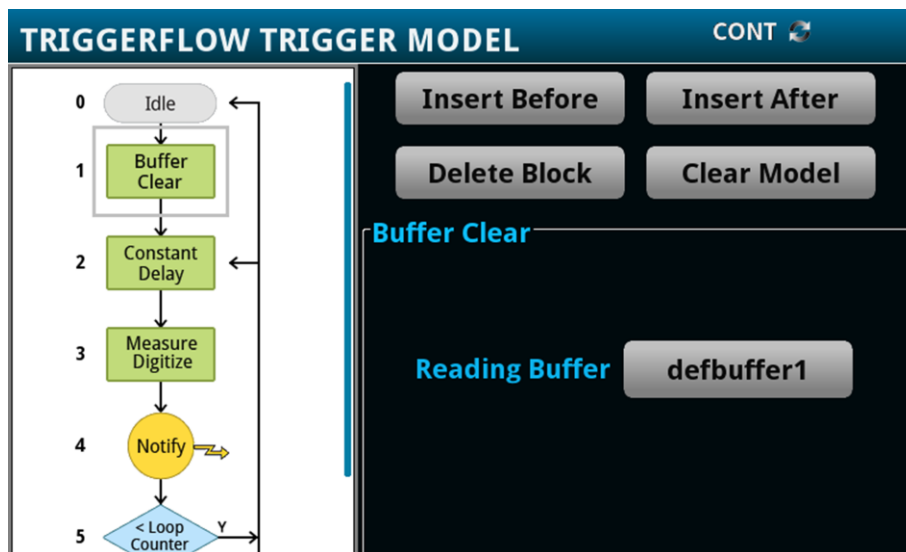 TRIGGERFLOW TRIGGER MODEL
CONT
0
Idle
1
Buffer
Clear
2
Constant
Delay
3
Measure
Digitize
4
Notify
5
< Loop
Counter
Y
Insert Before
Insert After
Delete Block
Clear Model
Buffer Clear
Reading Buffer
defbuffer1